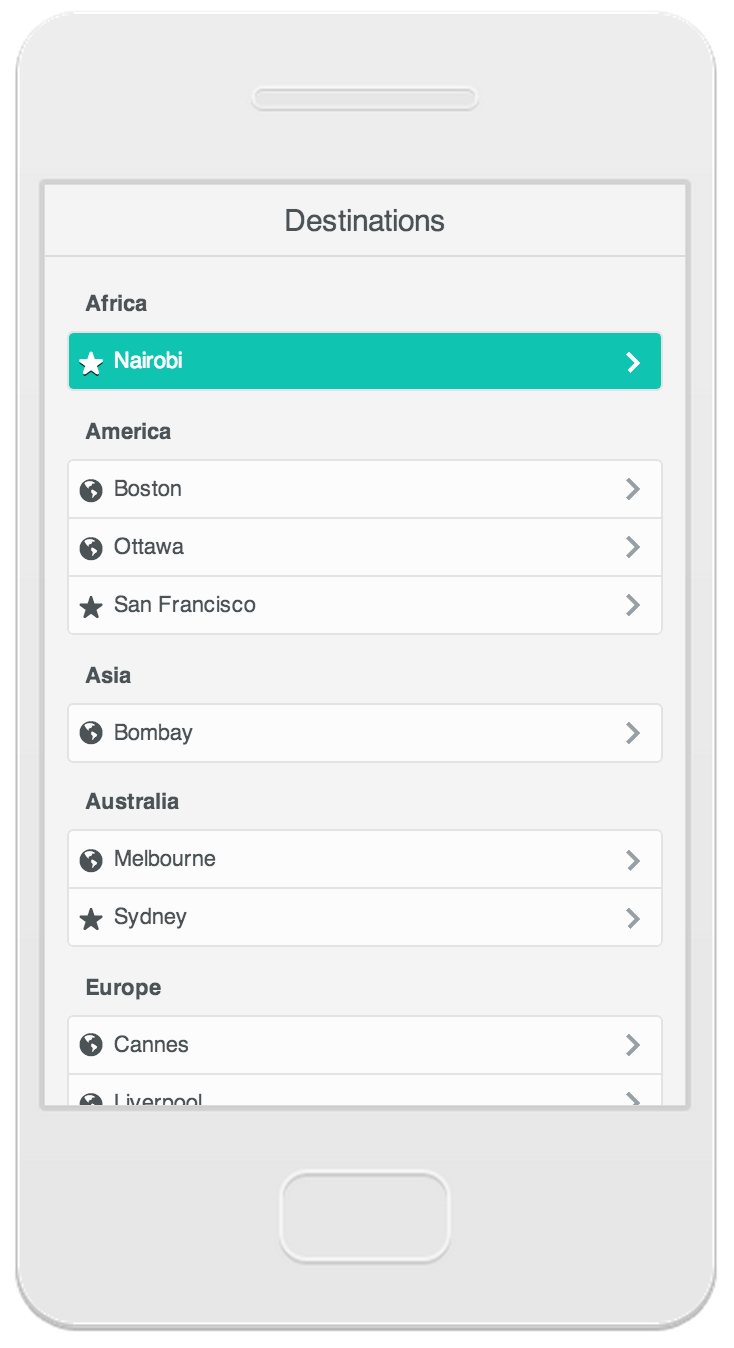 Destinations
Africa
Nairobi
America
Boston
Ottawa
San Francisco
Asia
Bombay
Australia
Melbourne
Sydney
Europe
Cannes
Liverpool